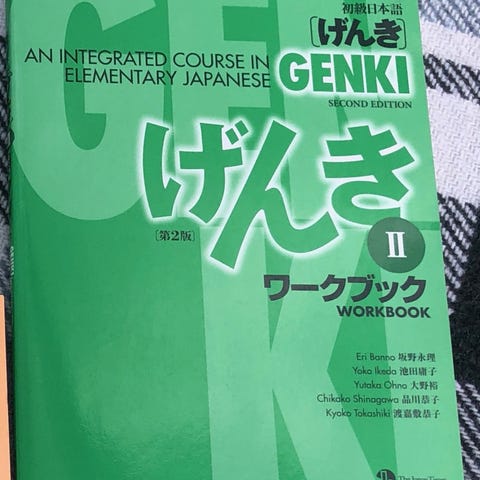 初級日本語
[げんき]
AN INTEGRATED COURSE IN
ELEMENTARY JAPANESE
GENKI
SECOND EDITION
げんき
[第2版]
II
ワークブック
WORKBOOK
Eri Banno 坂野永理
Yoko Ikeda 池田庸子
Yutaka Ohno 大野裕
Chikako Shinagawa 品川恭子
Kyoko Tokashiki 渡嘉敷恭子
The Japan Times